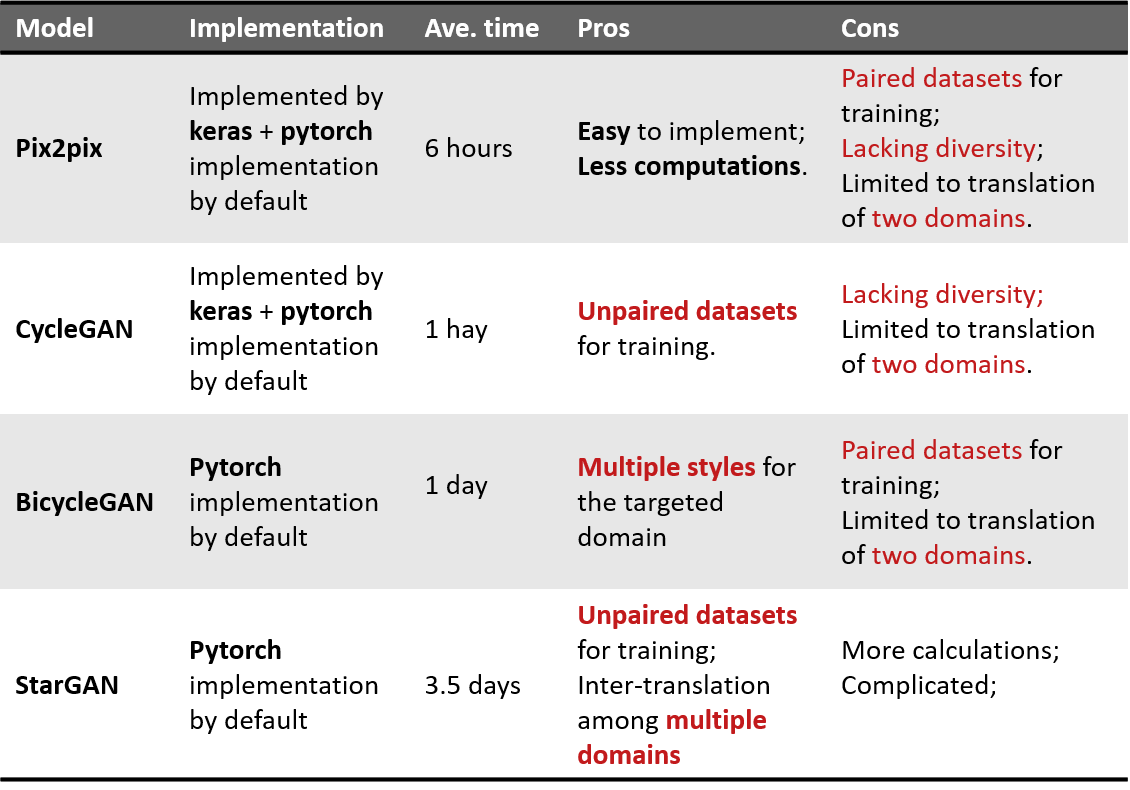 Model Implementation Ave. time Pros Cons
Pix2pix
Implemented by
keras + pytorch
implementation
by default
6 hours
Easy to implement;
Less computations.
Paired datasets for
training;
Lacking diversity;
Limited to translation
of two domains.
CycleGAN
Implemented by
keras + pytorch
implementation
by default
1 hay
Unpaired datasets
for training.
Lacking diversity;
Limited to translation
of two domains.
BicycleGAN
Pytorch
implementation
by default
1 day
Multiple styles for
the targeted
domain
Paired datasets for
training;
Limited to translation
of two domains.
StarGAN
Pytorch
implementation
by default
3.5 days
Unpaired datasets
for training;
Inter-translation
among multiple
domains
More calculations;
Complicated;